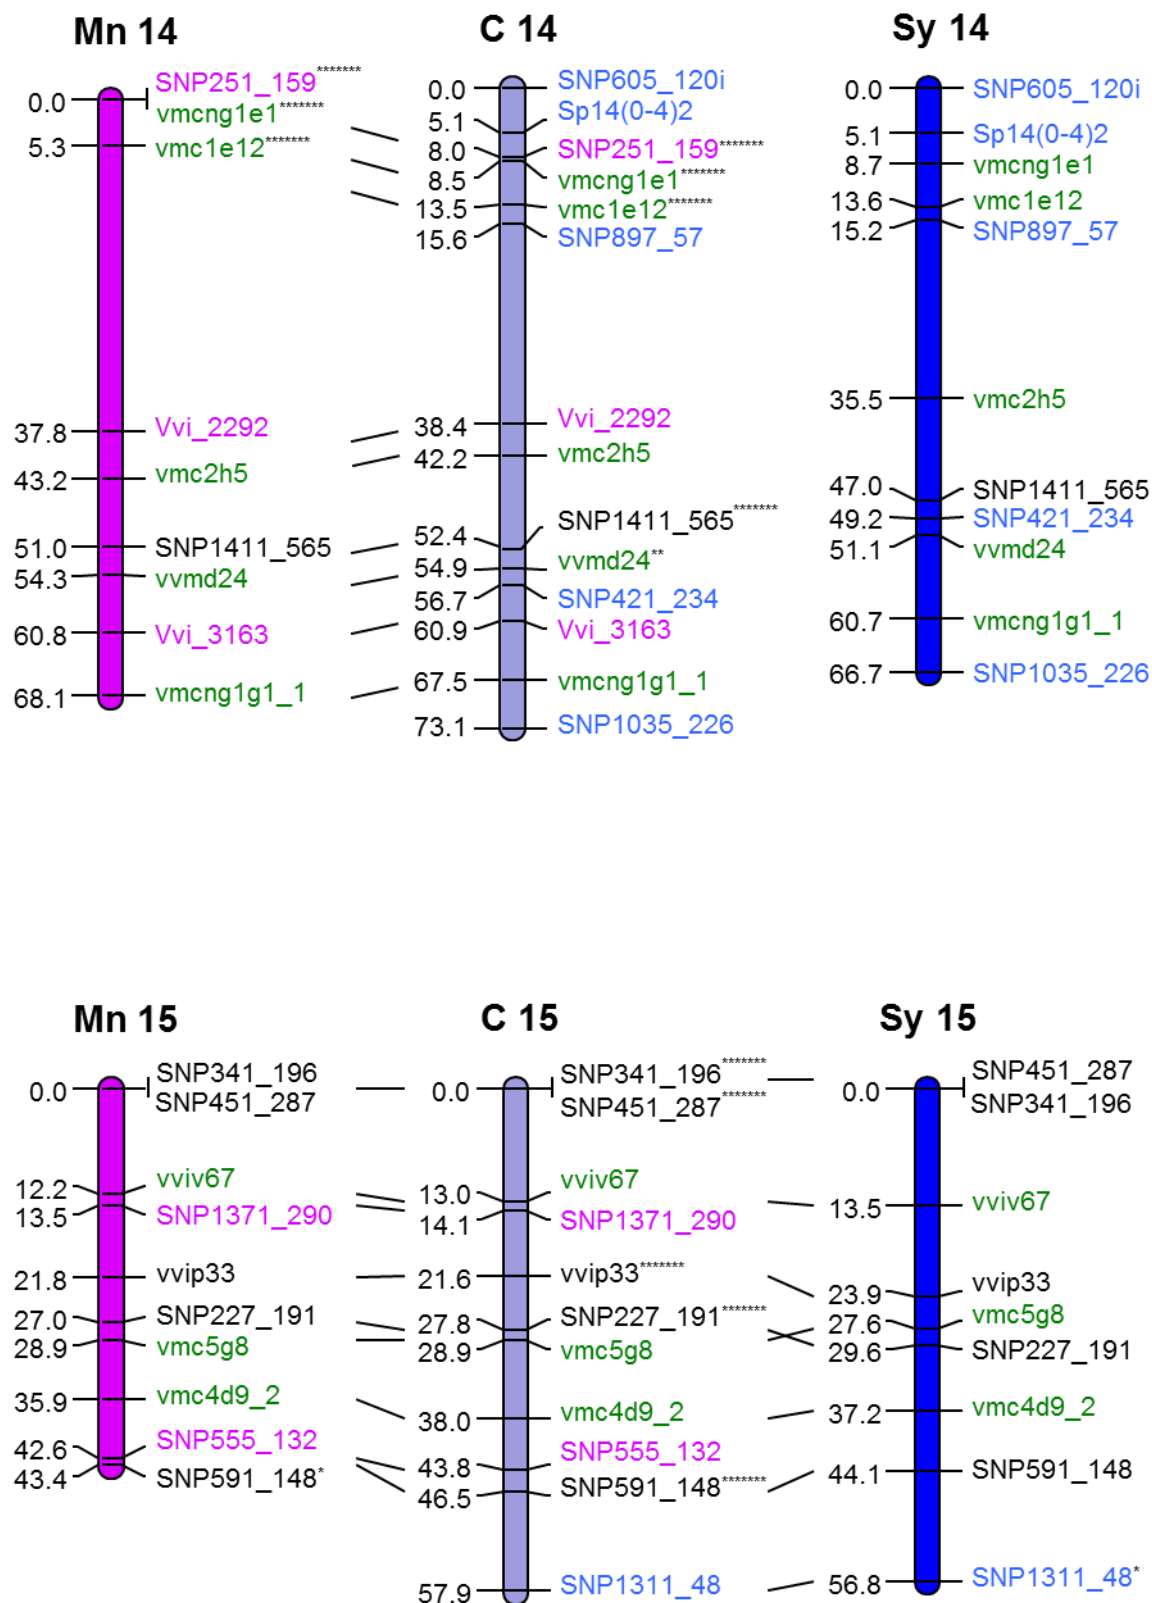 Mn 14
0.0 SNP251_159*******
vmcng1e1*******
5.3 vmc1e12*******
37.8 Vvi_2292
43.2 vmc2h5
51.0 SNP1411_565
54.3 vvmd24
60.8 Vvi_3163
68.1 vmcng1g1_1
C 14
0.0 SNP605_120i
5.1 Sp14(0-4)2
8.0 SNP251_159*******
8.5 vmcng1e1*******
13.5 vmc1e12*******
15.6 SNP897_57
38.4 Vvi_2292
42.2 vmc2h5
52.4 SNP1411_565*******
54.9 vvmd24**
56.7 SNP421_234
60.9 Vvi_3163
67.5 vmcng1g1_1
73.1 SNP1035_226
Sy 14
0.0 SNP605_120i
5.1 Sp14(0-4)2
8.7 vmcng1e1
13.6 vmc1e12
15.2 SNP897_57
35.5 vmc2h5
47.0 SNP1411_565
49.2 SNP421_234
51.1 vvmd24
60.7 vmcng1g1_1
66.7 SNP1035_226
Mn 15
0.0 SNP341_196
SNP451_287
12.2 vviv67
13.5 SNP1371_290
21.8 vvip33
27.0 SNP227_191
28.9 vmc5g8
35.9 vmc4d9_2
42.6 SNP555_132
43.4 SNP591_148*
C 15
0.0 SNP341_196*******
SNP451_287*******
13.0 vviv67
14.1 SNP1371_290
21.6 vvip33*******
27.8 SNP227_191*******
28.9 vmc5g8
38.0 vmc4d9_2
43.8 SNP555_132
46.5 SNP591_148*******
57.9 SNP1311_48
Sy 15
0.0 SNP451_287
SNP341_196
13.5 vviv67
23.9 vvip33
27.6 vmc5g8
29.6 SNP227_191
37.2 vmc4d9_2
44.1 SNP591_148
56.8 SNP1311_48*